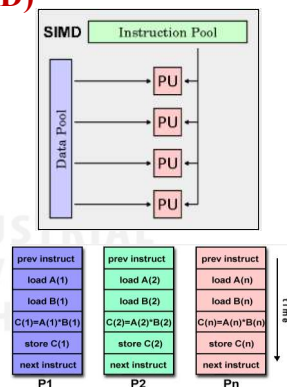 D)
SIMD
Instruction Pool
Data Pool
PU
PU
PU
PU
prev instruct
load A(1)
load B(1)
C(1)=A(1)*B(1)
store C(1)
next instruct
P1
prev instruct
load A(2)
load B(2)
C(2)=A(2)*B(2)
store C(2)
next instruct
P2
prev instruct
load A(n)
load B(n)
C(n)=A(n)*B(n)
store C(n)
next instruct
Pn
time